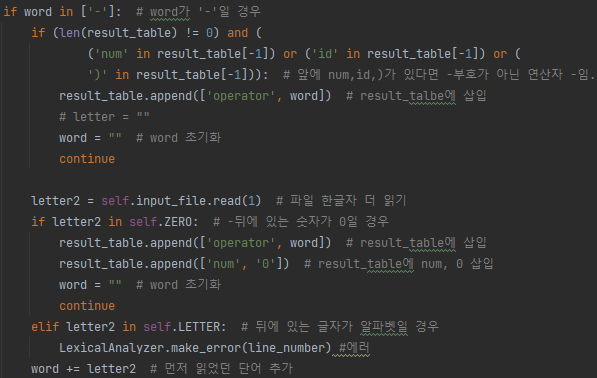 if word in ['-']:  # word가 '-'일 경우
    if (len(result_table) != 0) and (
            ('num' in result_table[-1]) or ('id' in result_table[-1]) or (
            ')' in result_table[-1])):  # 앞에 num,id,)가 있다면 -부호가 아닌 연산자 -임.
        result_table.append(['operator', word])  # result_talbe에 삽입
        # letter = ""
        word = ""  # word 초기화
        continue

    letter2 = self.input_file.read(1)  # 파일 한글자 더 읽기
    if letter2 in self.ZERO:  # -뒤에 있는 숫자가 0일 경우
        result_table.append(['operator', word])  # result_table에 삽입
        result_table.append(['num', '0'])  # result_table에 num, 0 삽입
        word = ""  # word 초기화
        continue
    elif letter2 in self.LETTER:  # 뒤에 있는 글자가 알파벳일 경우
        LexicalAnalyzer.make_error(line_number) #에러
    word += letter2  # 먼저 읽었던 단어 추가